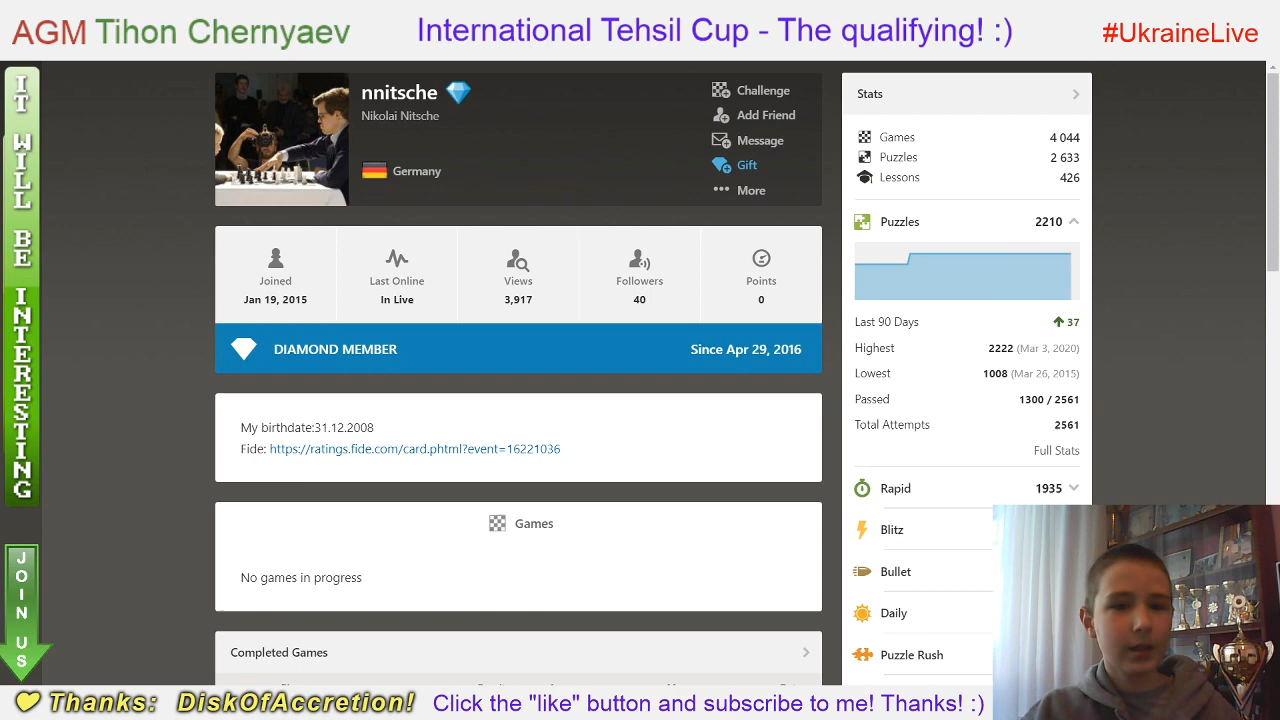 AGM Tihon Chernyaev
International Tehsil Cup - The qualifying! :)
#UkraineLive
IT WILL BE INTERESTING
JOIN US
nnitsche
Nikolai Nitsche
Germany
Challenge
Add Friend
Message
Gift
More
Joined
Jan 19, 2015
Last Online
In Live
Views
3,917
Followers
40
Points
0
DIAMOND MEMBER
Since Apr 29, 2016
My birthdate:31.12.2008
Fide: https://ratings.fide.com/card.phtml?event=16221036
Games
No games in progress
Completed Games
Stats
Games 4 044
Puzzles 2 633
Lessons 426
Puzzles 2210
Last 90 Days 37
Highest 2222 (Mar 3, 2020)
Lowest 1008 (Mar 26, 2015)
Passed 1300 / 2561
Total Attempts 2561
Full Stats
Rapid 1935
Blitz
Bullet
Daily
Puzzle Rush
Thanks: DiskOfAccretion!
Click the "like" button and subscribe to me! Thanks! :)